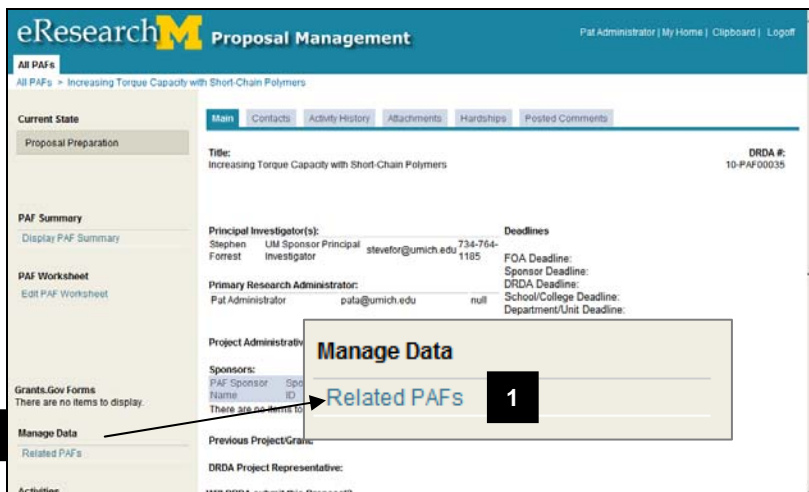 eResearchM Proposal Management
Pat Administrator | My Home | Clipboard | Logoff
All PAFs
All PAFs > Increasing Torque Capacity with Short-Chain Polymers
Current State
Proposal Preparation
PAF Summary
Display PAF Summary
PAF Worksheet
Edit PAF Worksheet
Grants.Gov Forms
There are no items to display.
Manage Data
Related PAFs
Activities
Main Contacts Activity History Attachments Hardships Posted Comments
Title:
Increasing Torque Capacity with Short-Chain Polymers
DRDA #:
10-PAF00035
Principal Investigator(s):
Stephen Forrest UM Sponsor Principal Investigator stevefor@umich.edu 734-764-1185
Primary Research Administrator:
Pat Administrator pata@umich.edu null
Deadlines
FOA Deadline:
Sponsor Deadline:
DRDA Deadline:
School/College Deadline:
Department/Unit Deadline:
Project Administrativ
Sponsors:
PAF Sponsor Name
Spo
ID
There are no items to
Previous Project/Grant:
DRDA Project Representative:
Will DRDA submit this Proposal?
Manage Data
Related PAFs
1